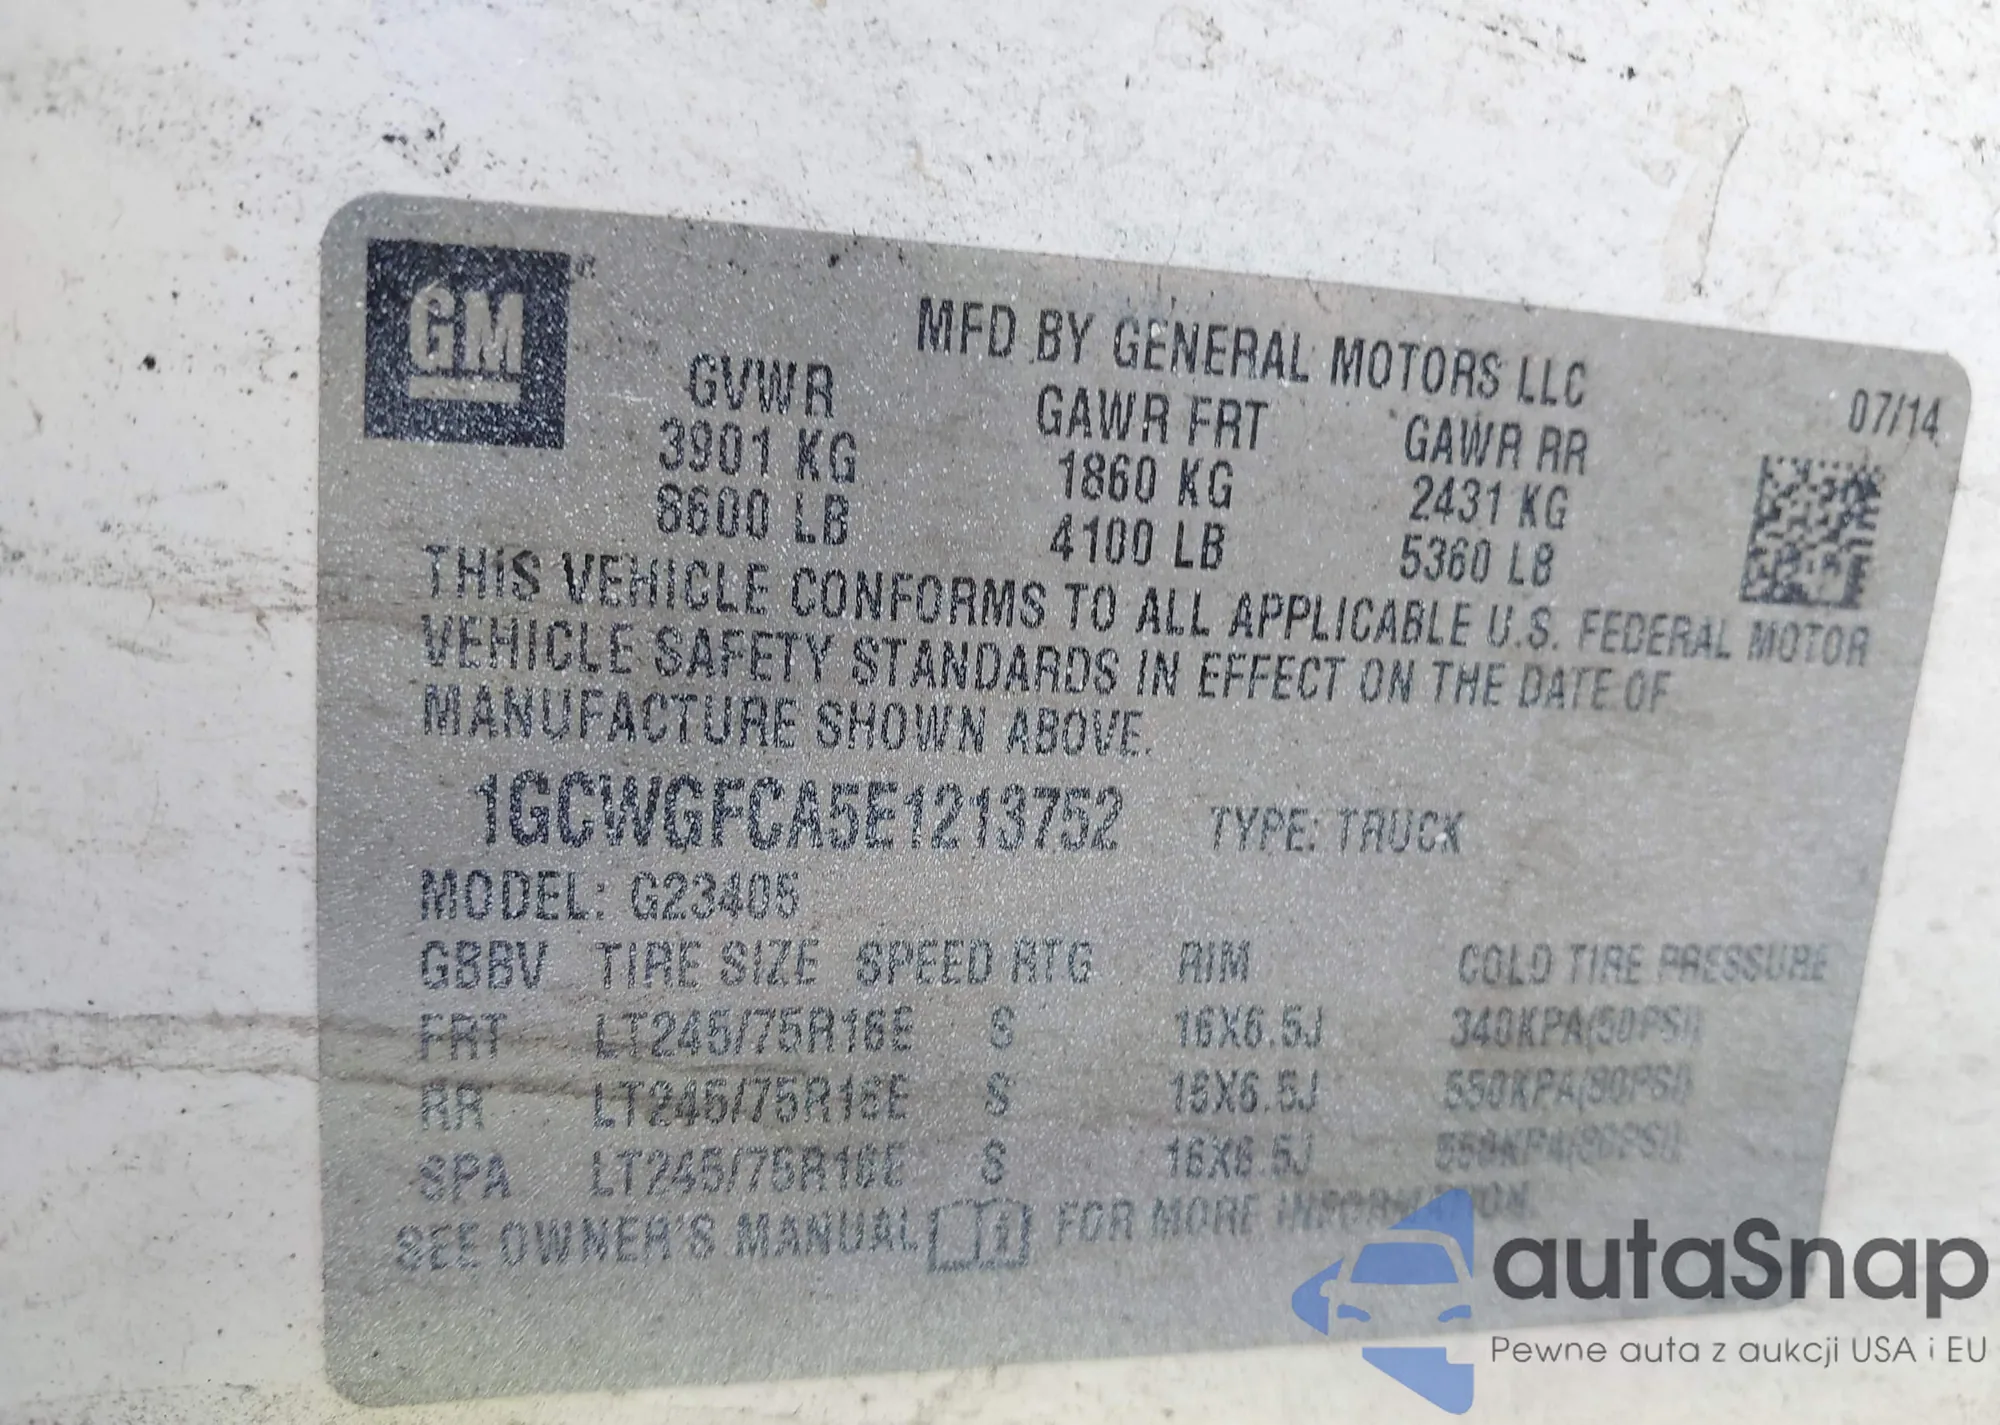 GM
MFD BY GENERAL MOTORS LLC
07/14
GVWR GAWR FRT GAWR RR
3901 KG 1860 KG 2431 KG
8600 LB 4100 LB 5360 LB
THIS VEHICLE CONFORMS TO ALL APPLICABLE U.S. FEDERAL MOTOR
VEHICLE SAFETY STANDARDS IN EFFECT ON THE DATE OF
MANUFACTURE SHOWN ABOVE.
1GCWGFCA5E1213752 TYPE: TRUCK
MODEL: G23405
GBBV TIRE SIZE SPEED RTG RIM COLD TIRE PRESSURE
FRT LT245/75R16E S 16X6.5J 340KPA(50PSI)
RR LT245/75R16E S 16X6.5J 550KPA(80PSI)
SPA LT245/75R16E S 16X6.5J 550KPA(80PSI)
SEE OWNER'S MANUAL FOR MORE INFORMATION.
autaSnap
Pewne auta z aukcji USA i EU